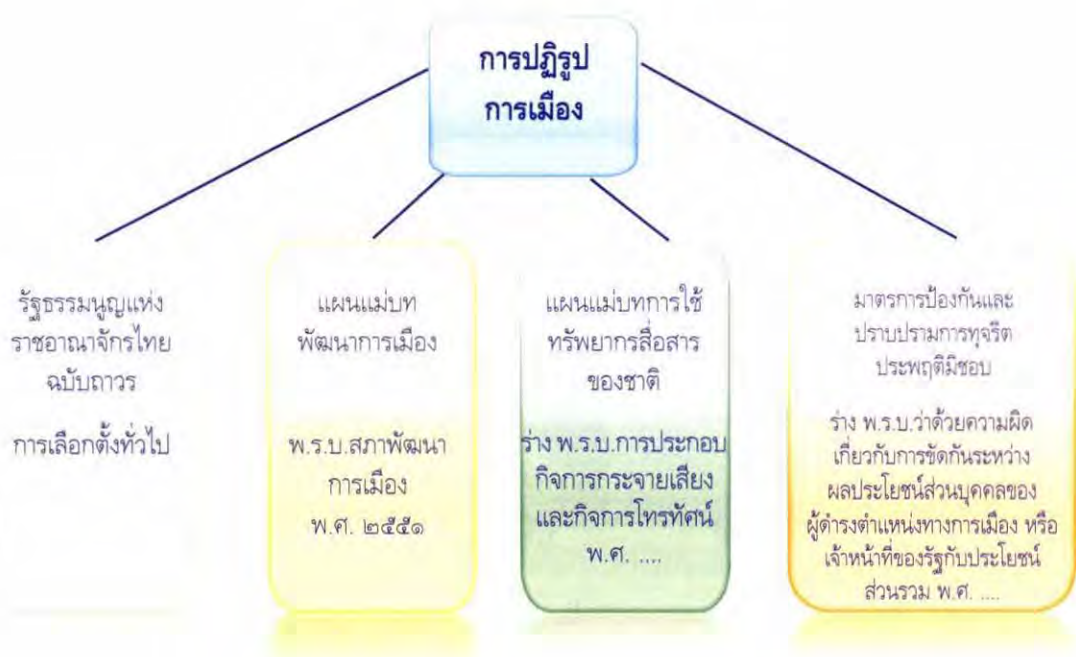 การปฏิรูป
การเมือง
รัฐธรรมนูญแห่ง
ราชอาณาจักรไทย
ฉบับถาวร
การเลือกตั้งทั่วไป
แผนแม่บท
พัฒนาการเมือง
พ.ร.บ.สภาพัฒนา
การเมือง
พ.ศ. ๒๕๕๑
แผนแม่บทการใช้
ทรัพยากรสื่อสาร
ของชาติ
ร่าง พ.ร.บ.การประกอบ
กิจการกระจายเสียง
และกิจการโทรทัศน์
พ.ศ. ....
มาตรการป้องกันและ
ปราบปรามการทุจริต
ประพฤติมิชอบ
ร่าง พ.ร.บ.ว่าด้วยความผิด
เกี่ยวกับการขัดกันระหว่าง
ผลประโยชน์ส่วนบุคคลของ
ผู้ดำรงตำแหน่งทางการเมือง หรือ
เจ้าหน้าที่ของรัฐกับประโยชน์
ส่วนรวม พ.ศ. ....